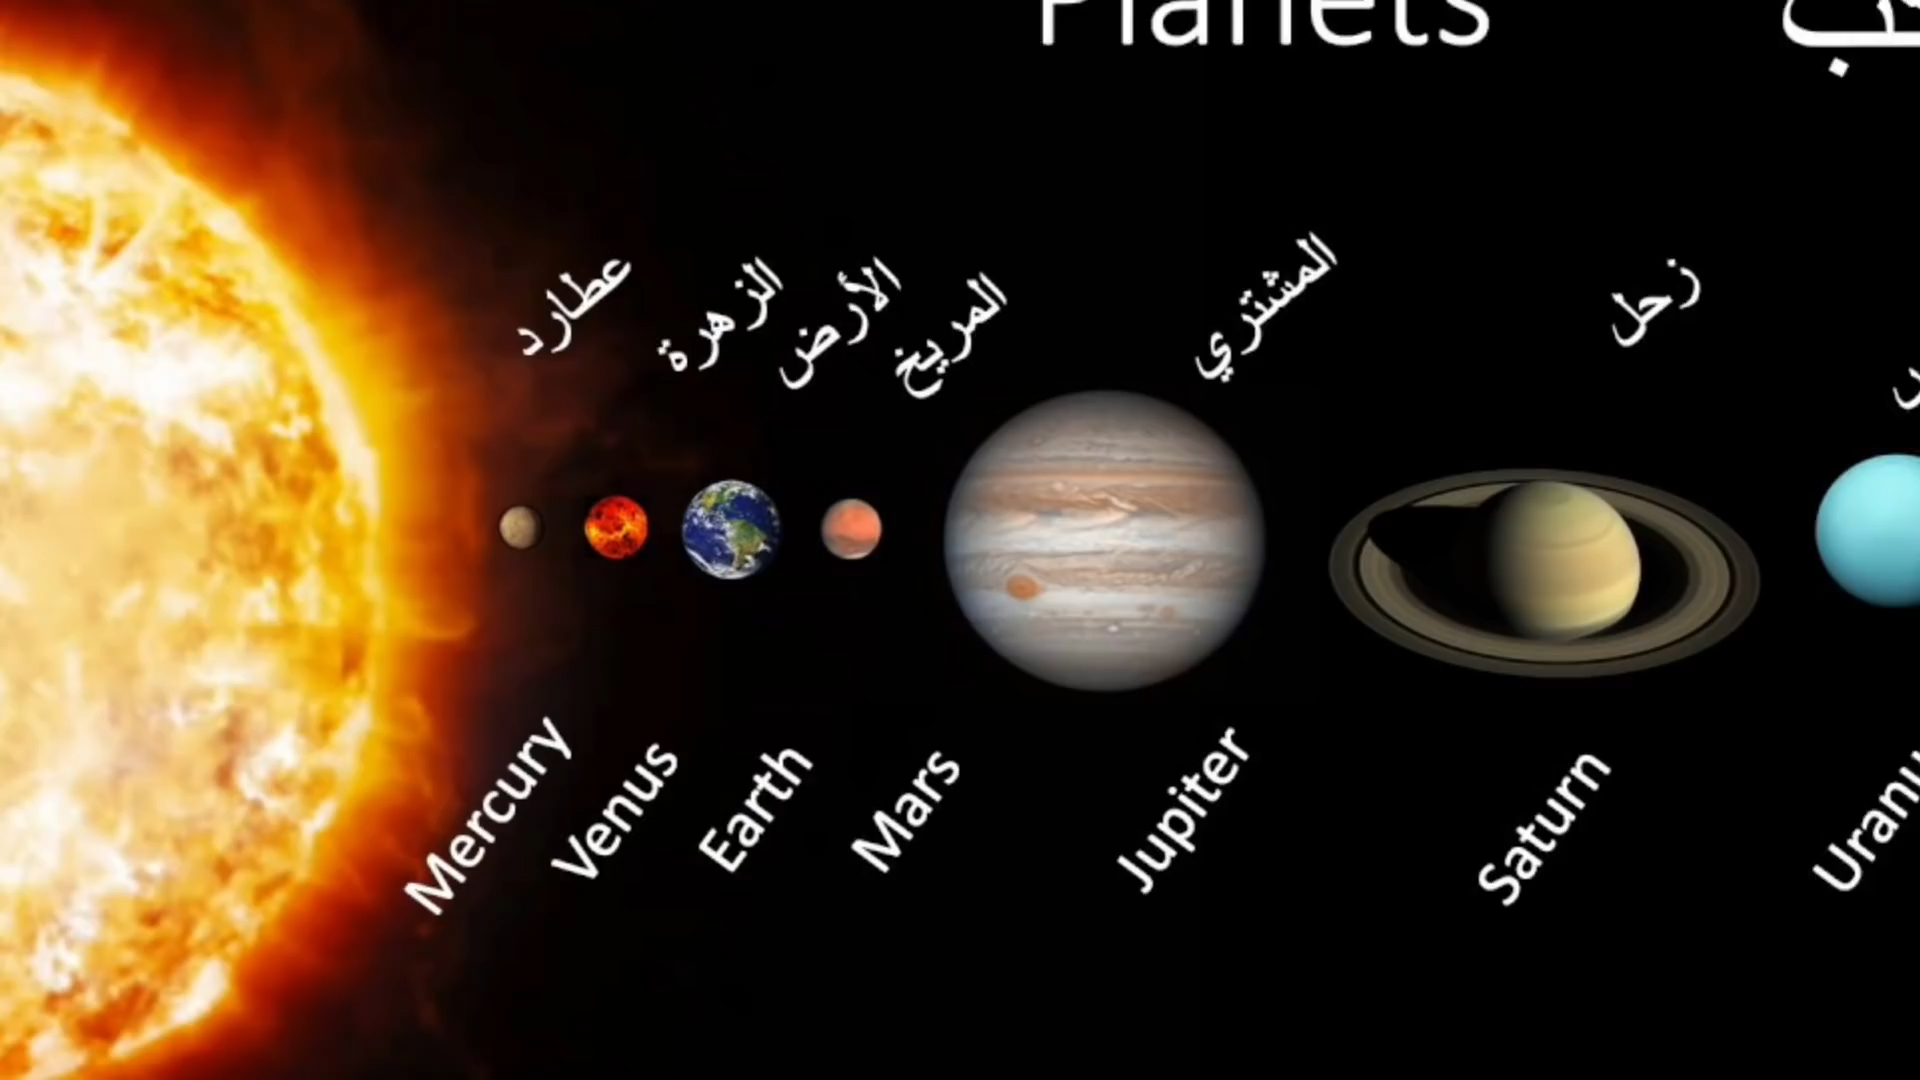 Planets
عطارد
الزهرة
الأرض
المريخ
المشتري
زحل
Mercury
Venus
Earth
Mars
Jupiter
Saturn